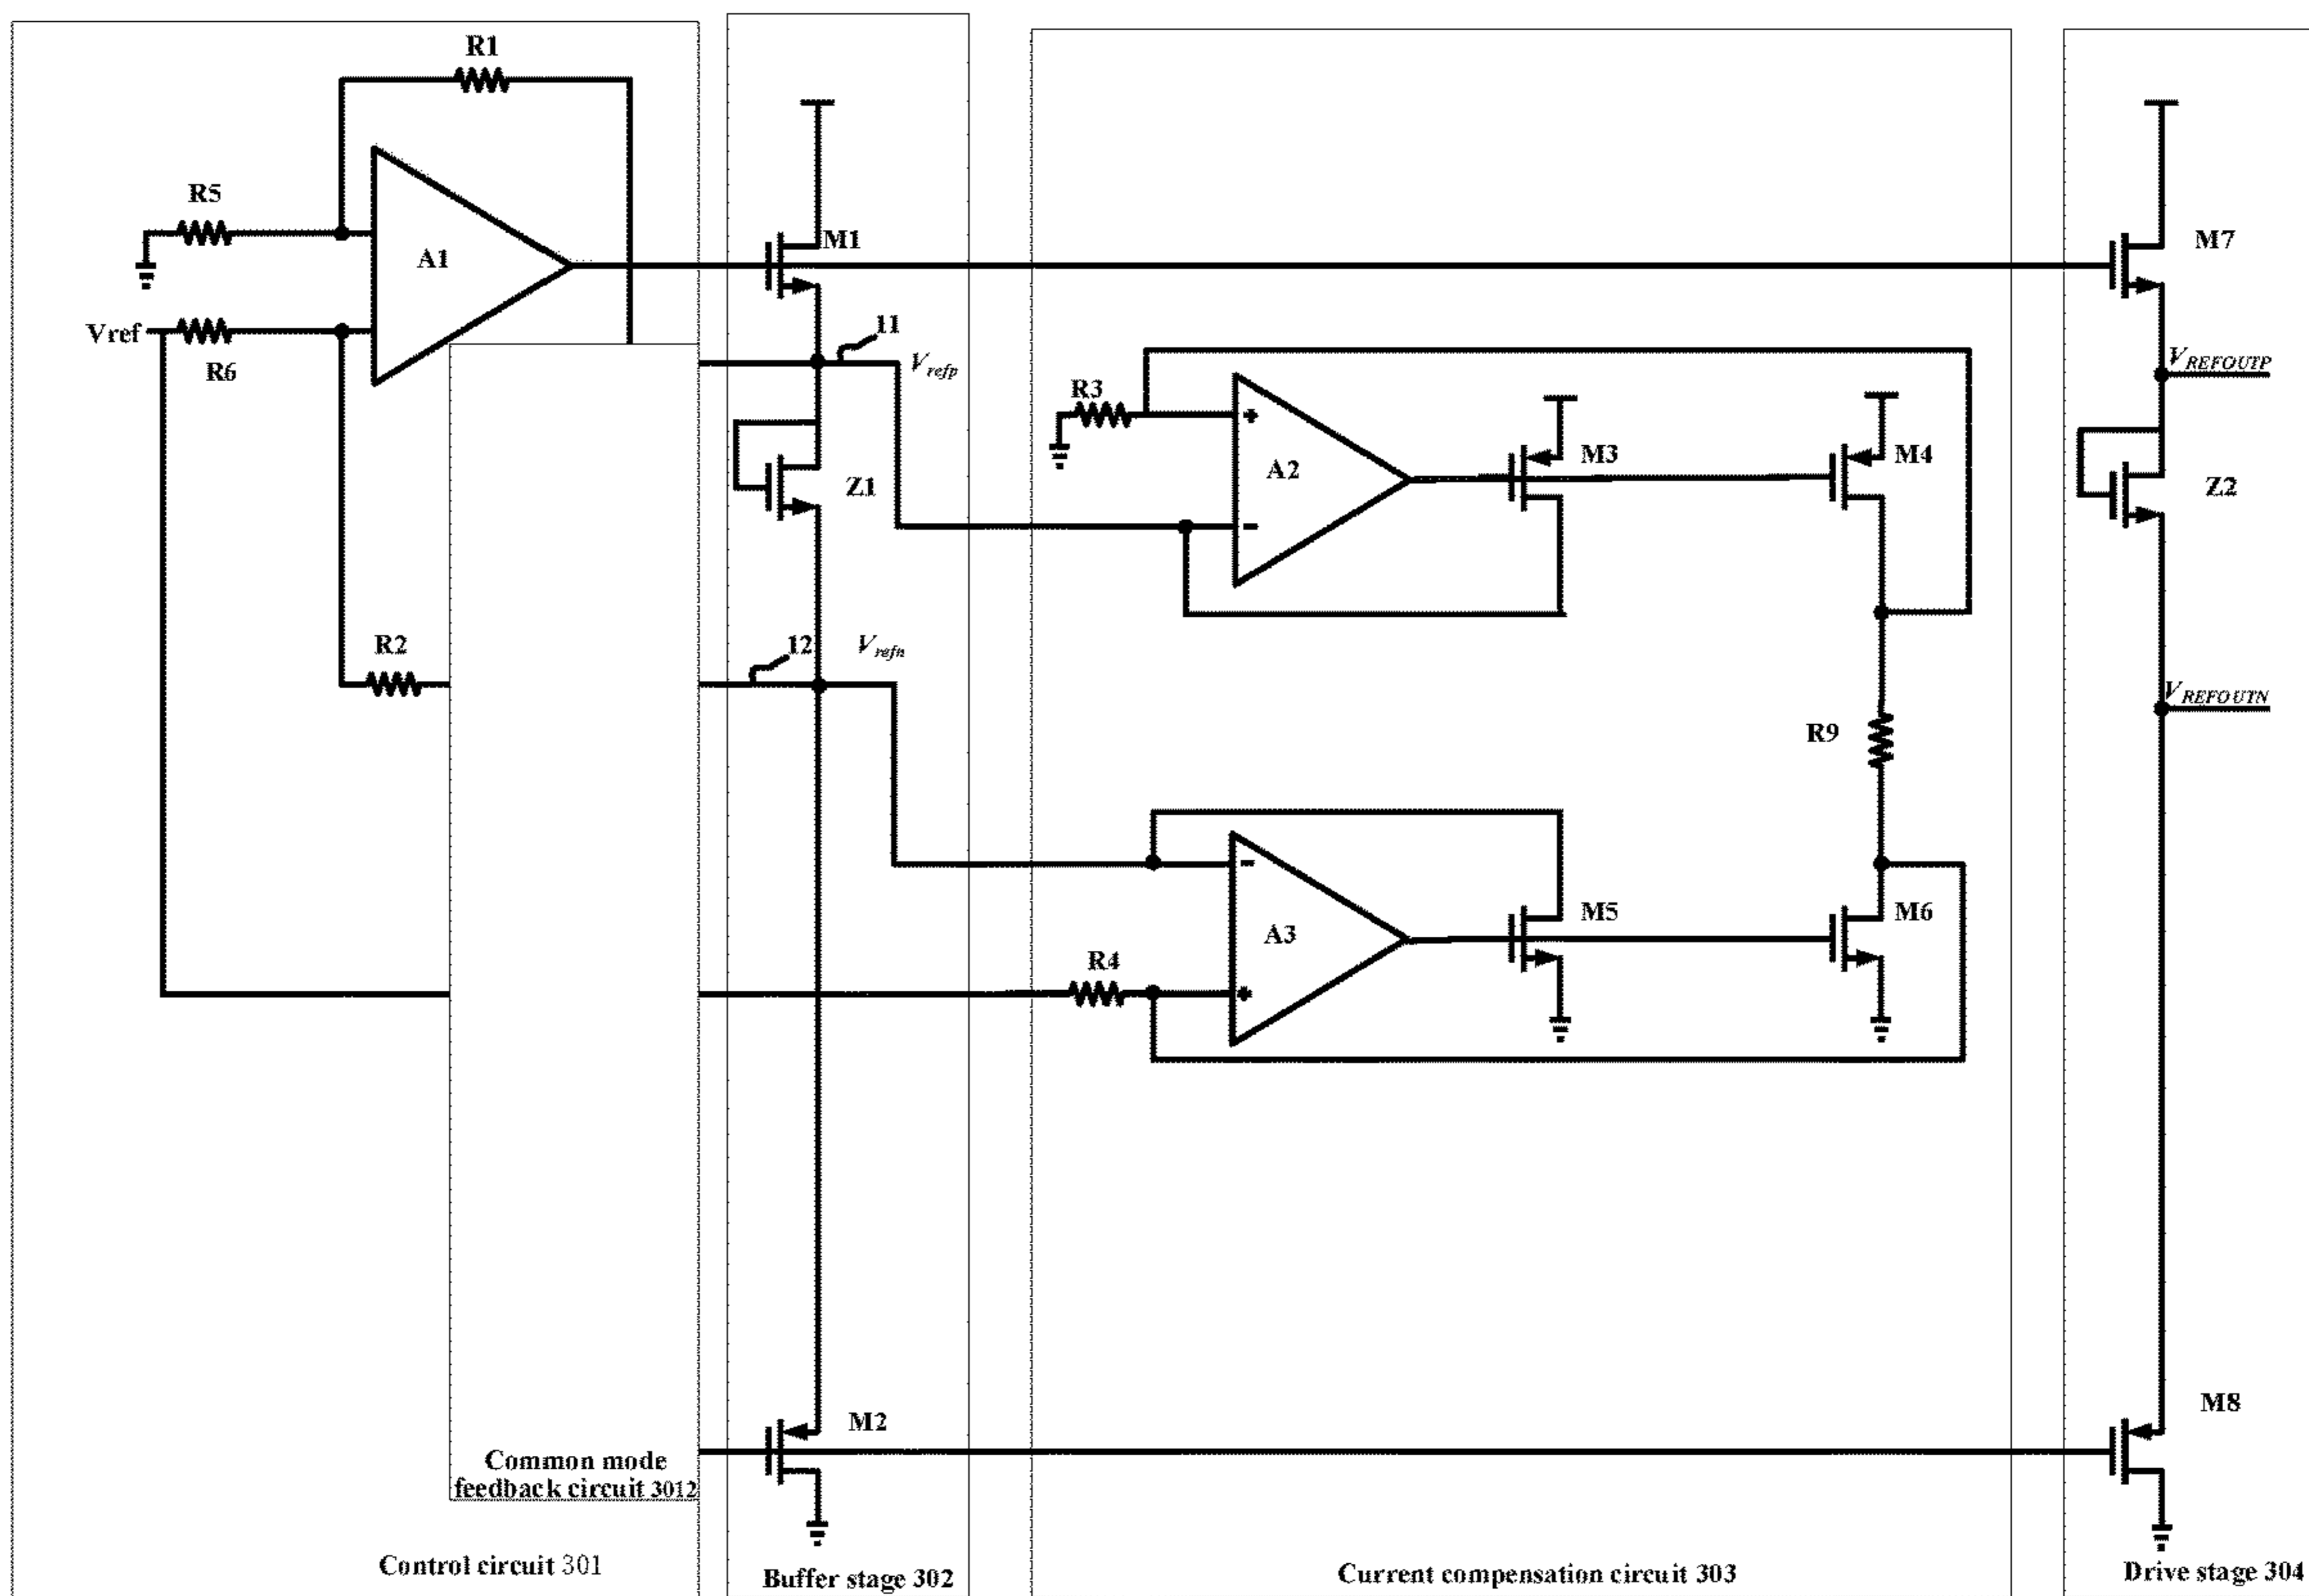 R1
R5
A1
Vref
R6
R2
Common mode
feedback circuit 3012
Control circuit 301
M1
11
Vrefp
Z1
12
Vrefn
M2
Buffer stage 302
R3
+
A2
-
M3
M4
R9
-
A3
+
R4
M5
M6
Current compensation circuit 303
M7
VREFOUTP
Z2
VREFOUTN
M8
Drive stage 304